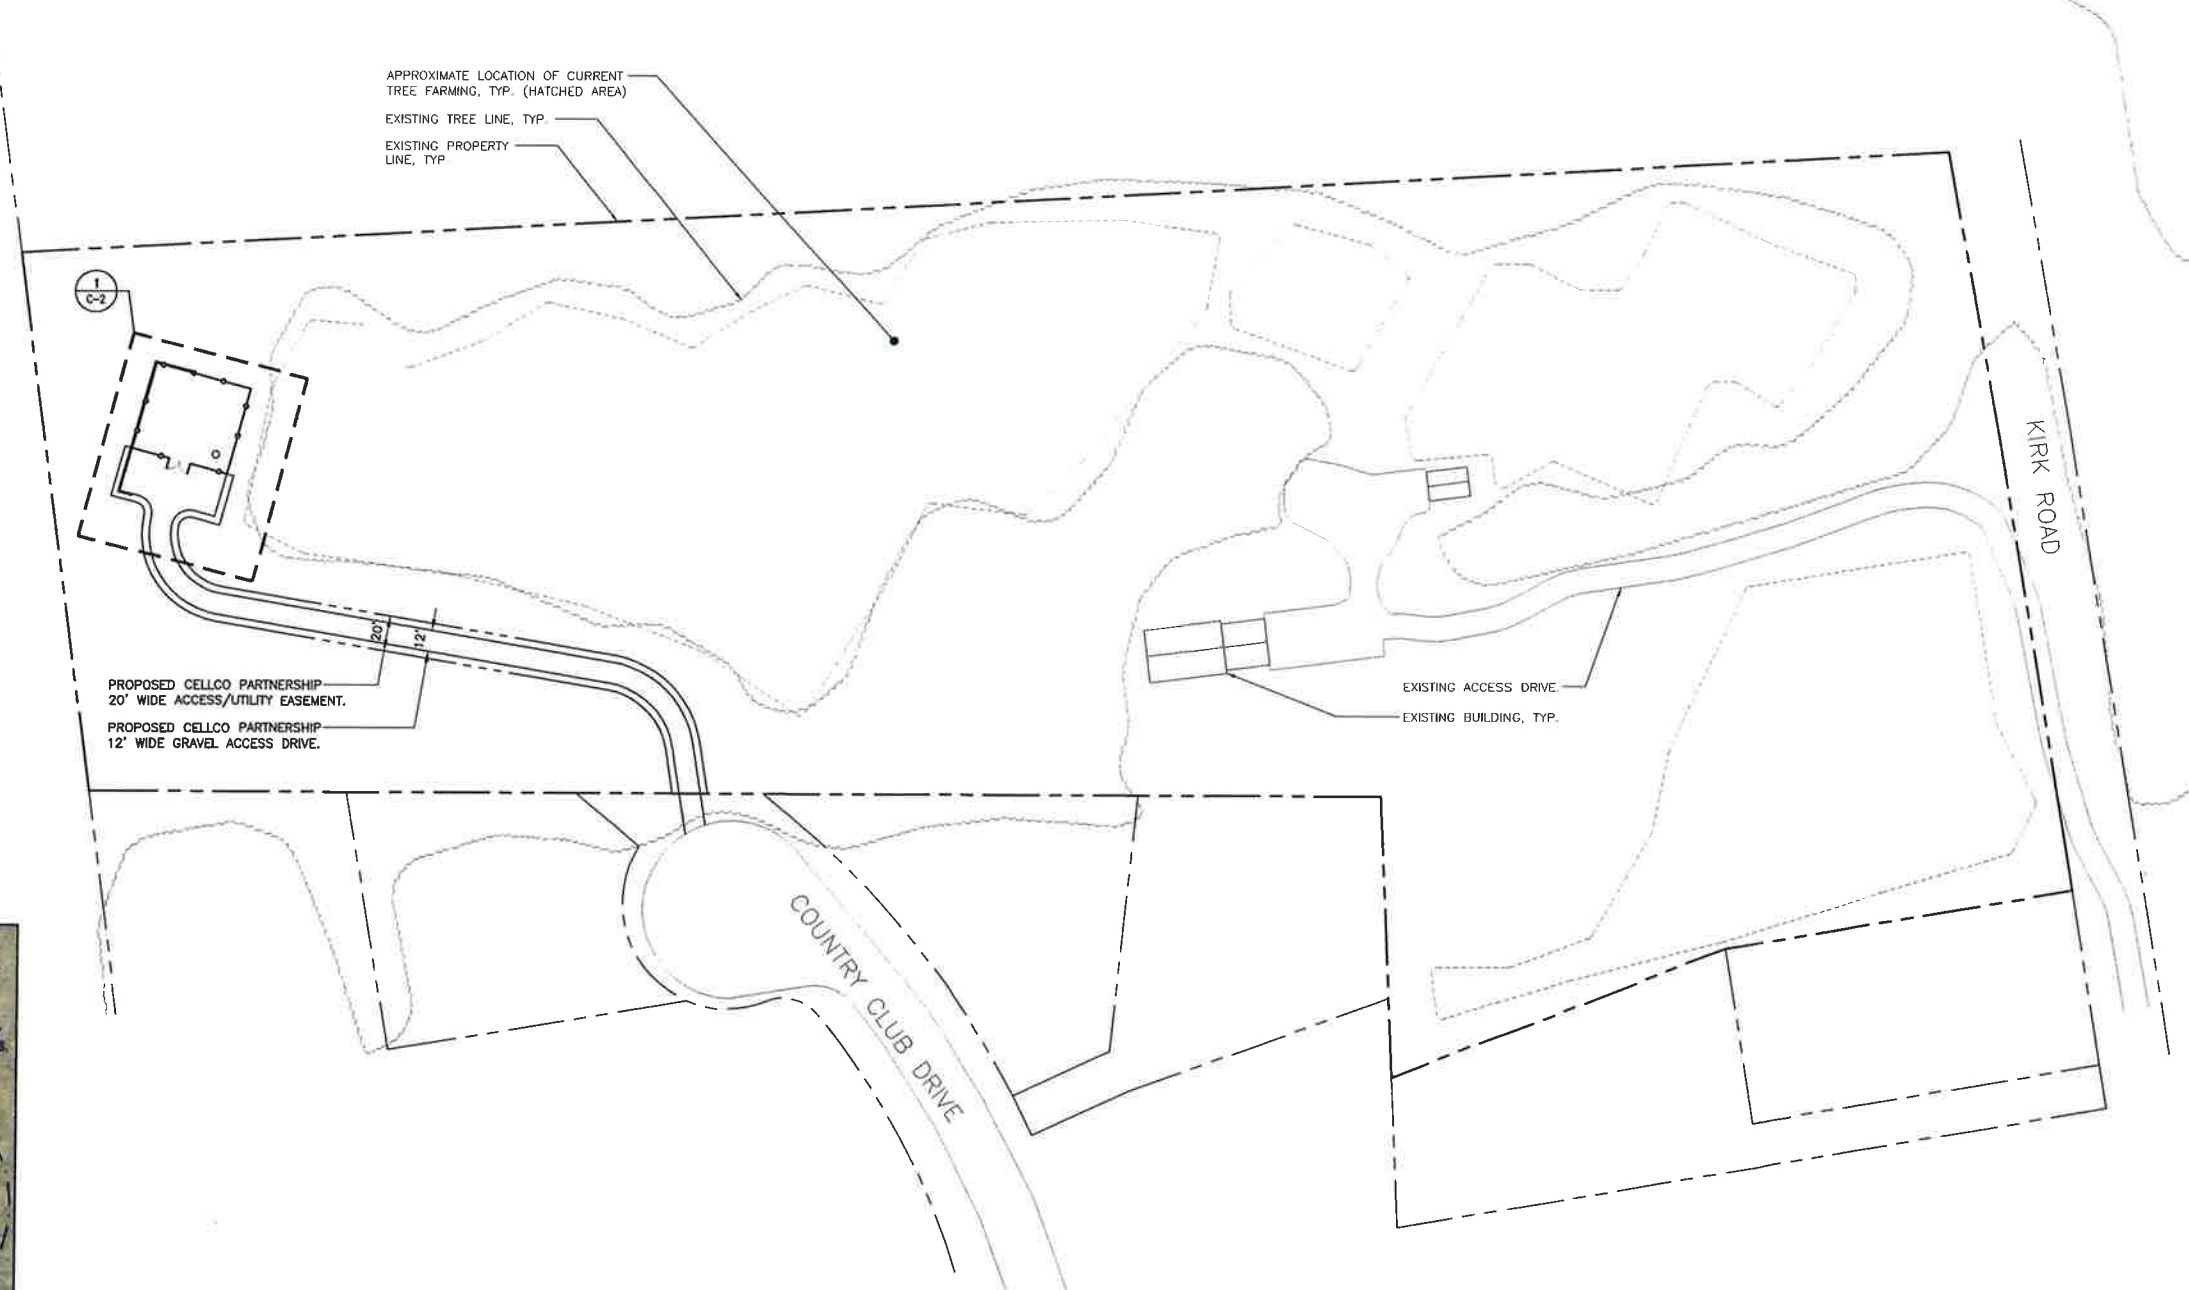 APPROXIMATE LOCATION OF CURRENT
TREE FARMING, TYP. (HATCHED AREA)
EXISTING TREE LINE, TYP.
EXISTING PROPERTY
LINE, TYP
1
C-2
KIRK ROAD
20'
12'
PROPOSED CELLCO PARTNERSHIP
20' WIDE ACCESS/UTILITY EASEMENT.
PROPOSED CELLCO PARTNERSHIP
12' WIDE GRAVEL ACCESS DRIVE.
EXISTING ACCESS DRIVE
EXISTING BUILDING, TYP.
COUNTRY CLUB DRIVE